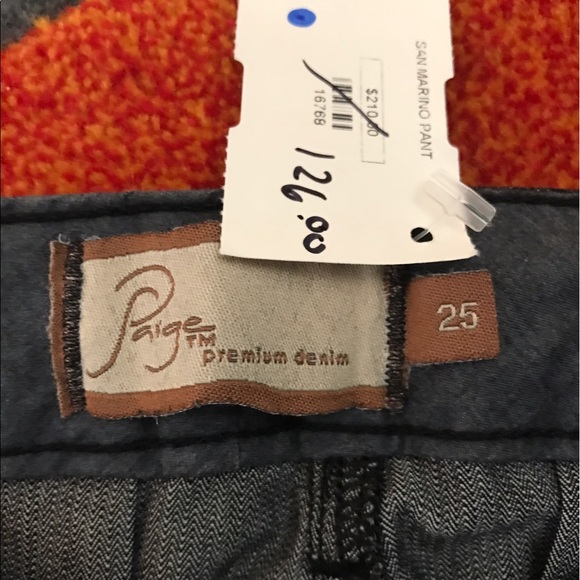 SAN MARINO PANT
$210.00
16768
126.00
Paige TM
premium denim
25